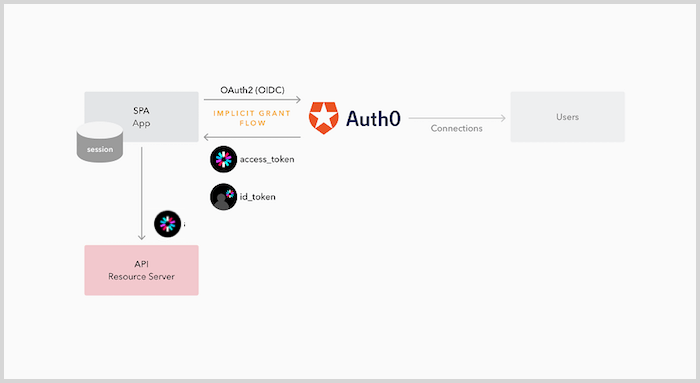 OAuth2 (OIDC)
SPA
App
IMPLICIT GRANT
FLOW
Auth0
Connections
Users
session
access_token
id_token
API
Resource Server